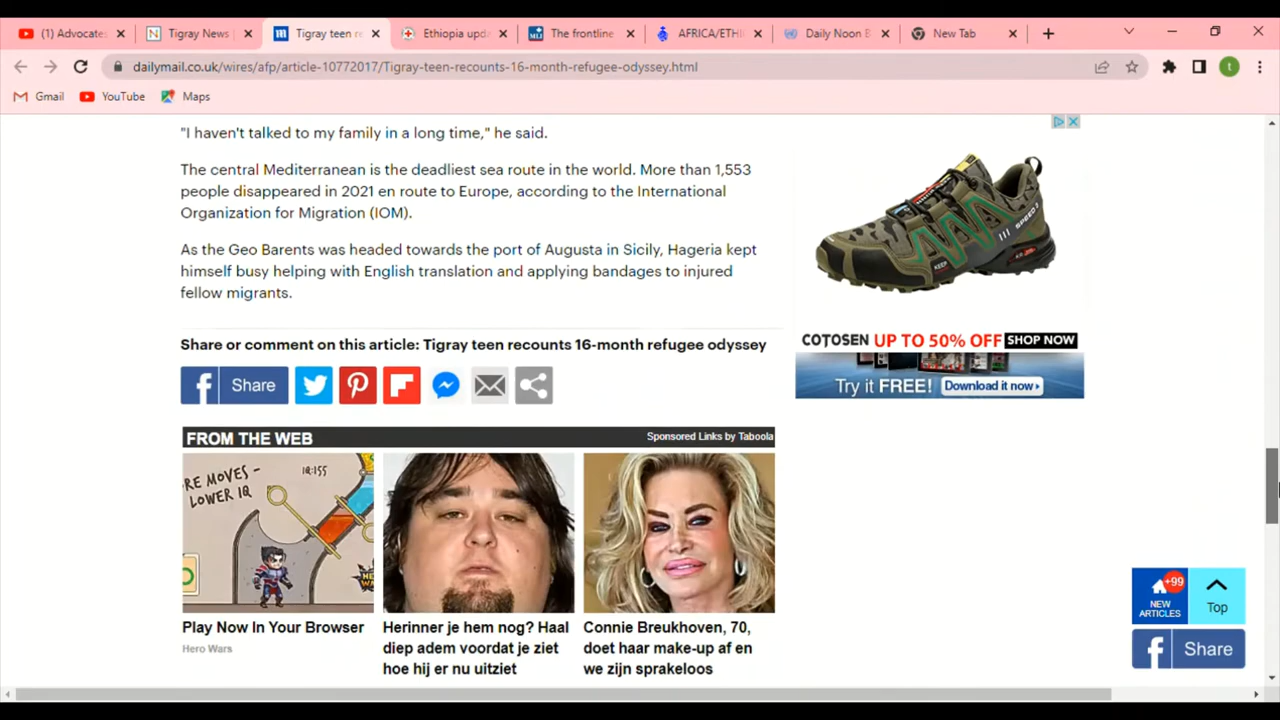 (1) Advocate:
Tigray News |
Tigray teen re
Ethiopia upda
The frontline
AFRICA/ETHI
Daily Noon B
New Tab
dailymail.co.uk/wires/afp/article-10772017/Tigray-teen-recounts-16-month-refugee-odyssey.html
t
Gmail
YouTube
Maps
"I haven't talked to my family in a long time," he said.
The central Mediterranean is the deadliest sea route in the world. More than 1,553
people disappeared in 2021 en route to Europe, according to the International
Organization for Migration (IOM).
As the Geo Barents was headed towards the port of Augusta in Sicily, Hageria kept
himself busy helping with English translation and applying bandages to injured
fellow migrants.
SPEED 3
COTOSEN UP TO 50% OFF SHOP NOW
Try it FREE! Download it now
Share or comment on this article: Tigray teen recounts 16-month refugee odyssey
f Share
FROM THE WEB
Sponsored Links by Taboola
RE MOVES -
LOWER IQ
IQ:155
Play Now In Your Browser
Hero Wars
Herinner je nem nog? Haal
diep adem voordat je ziet
hoe hij er nu uitziet
Connie Breukhoven, 70,
doet haar make-up af en
we zijn sprakeloos
+99
NEW
ARTICLES
Top
f Share